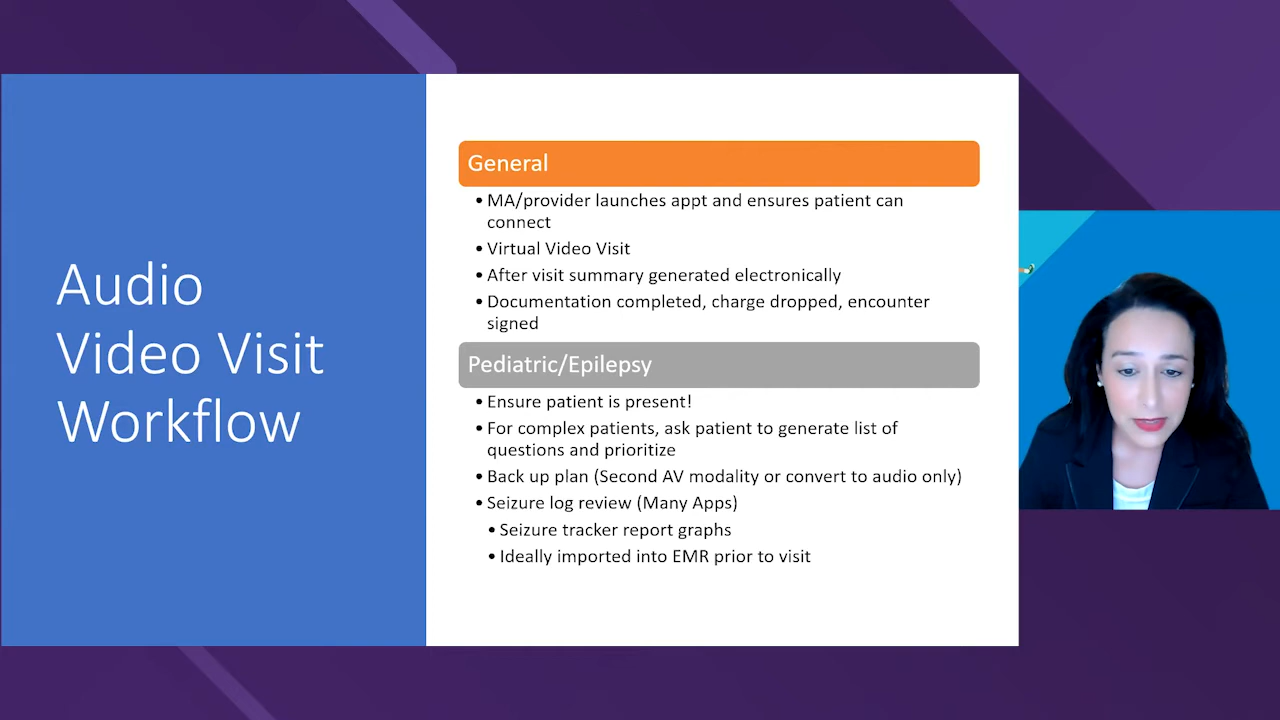 Audio
Video Visit
Workflow
General
• MA/provider launches appt and ensures patient can
connect
• Virtual Video Visit
• After visit summary generated electronically
• Documentation completed, charge dropped, encounter
signed
Pediatric/Epilepsy
• Ensure patient is present!
• For complex patients, ask patient to generate list of
questions and prioritize
• Back up plan (Second AV modality or convert to audio only)
• Seizure log review (Many Apps)
• Seizure tracker report graphs
• Ideally imported into EMR prior to visit